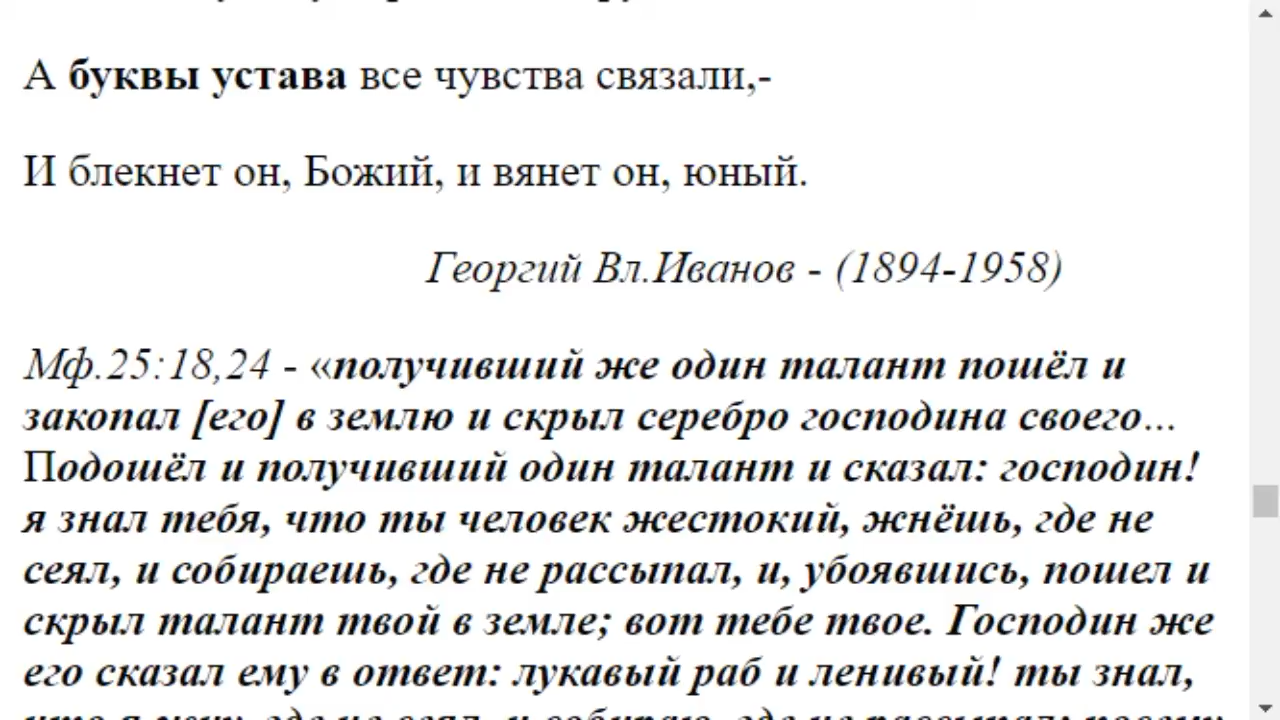 А буквы устава все чувства связали,-
И блекнет он, Божий, и вянет он, юный.
Георгий Вл.Иванов - (1894-1958)
Мф.25:18,24 - «получивший же один талант пошёл и
закопал [его] в землю и скрыл серебро господина своего...
Подошёл и получивший один талант и сказал: господин!
я знал тебя, что ты человек жестокий, жнёшь, где не
сеял, и собираешь, где не рассыпал, и, убоявшись, пошел и
скрыл талант твой в земле; вот тебе твое. Господин же
его сказал ему в ответ: лукавый раб и ленивый! ты знал,